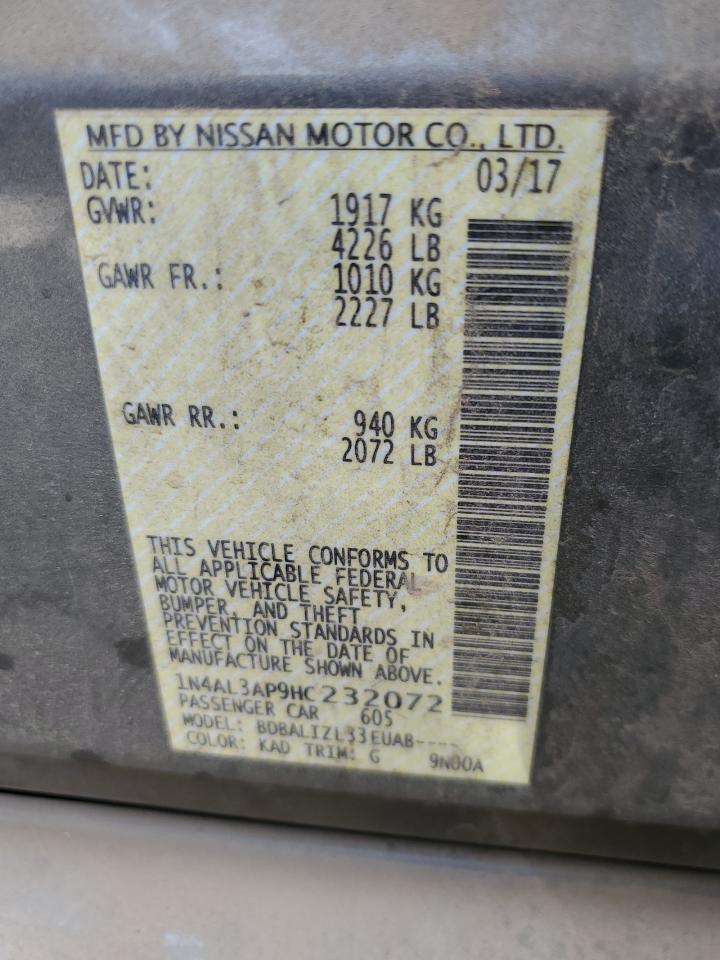 MFD BY NISSAN MOTOR CO., LTD.
DATE: 03/17
GVWR: 1917 KG
4226 LB
GAWR FR.: 1010 KG
2227 LB
GAWR RR.: 940 KG
2072 LB
THIS VEHICLE CONFORMS TO
ALL APPLICABLE FEDERAL
MOTOR VEHICLE SAFETY,
BUMPER, AND THEFT
PREVENTION STANDARDS IN
EFFECT ON THE DATE OF
MANUFACTURE SHOWN ABOVE.
1N4AL3AP9HC232072
PASSENGER CAR 605
MODEL: BDBALIZL33EUAB----
COLOR: KAD TRIM: G 9N00A